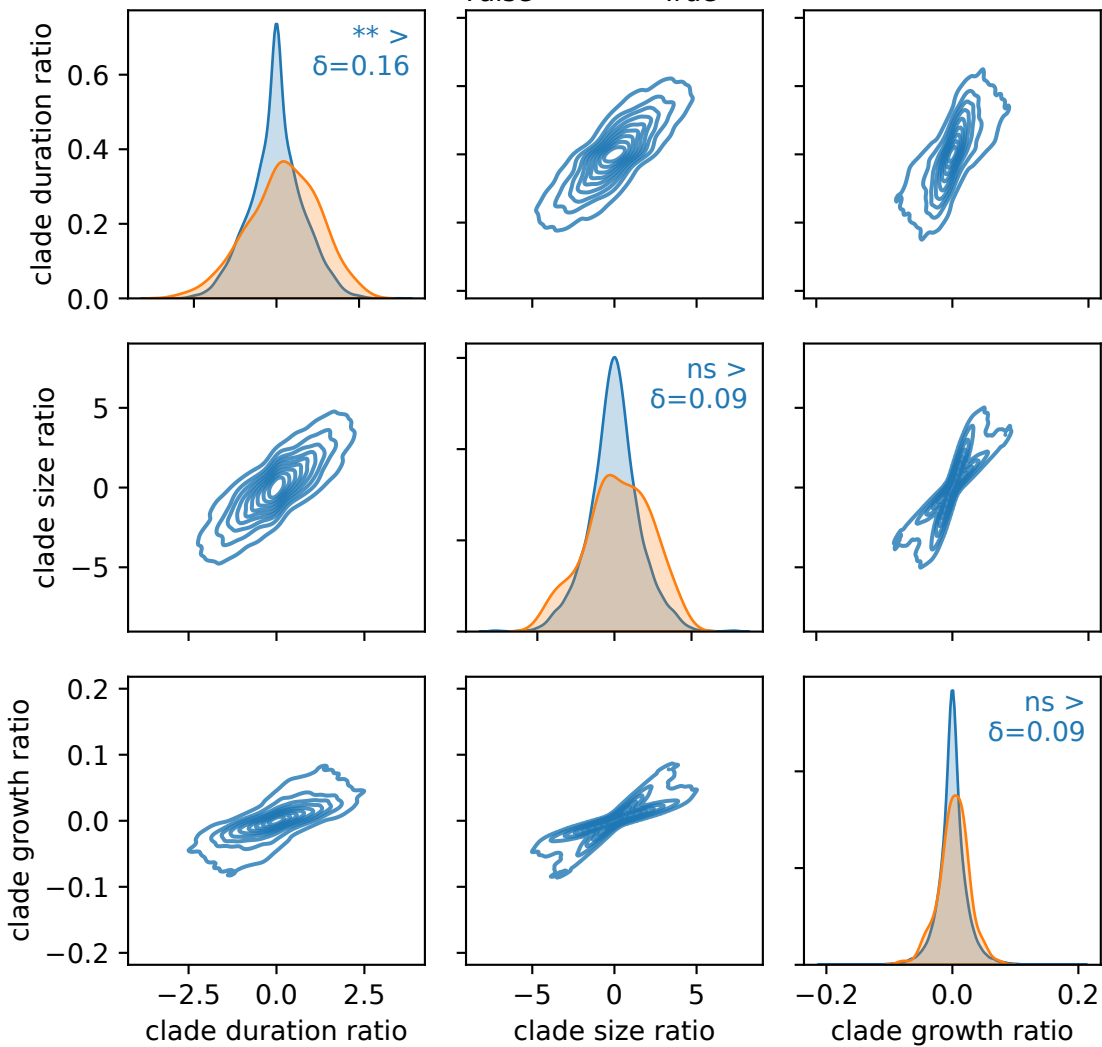 clade duration ratio
0.6
0.4
0.2
0.0
** >
δ=0.16
clade size ratio
5
0
−5
ns >
δ=0.09
clade growth ratio
0.2
0.1
0.0
−0.1
−0.2
ns >
δ=0.09
−2.5 0.0 2.5
−5 0 5
−0.2 0.0 0.2
clade duration ratio
clade size ratio
clade growth ratio